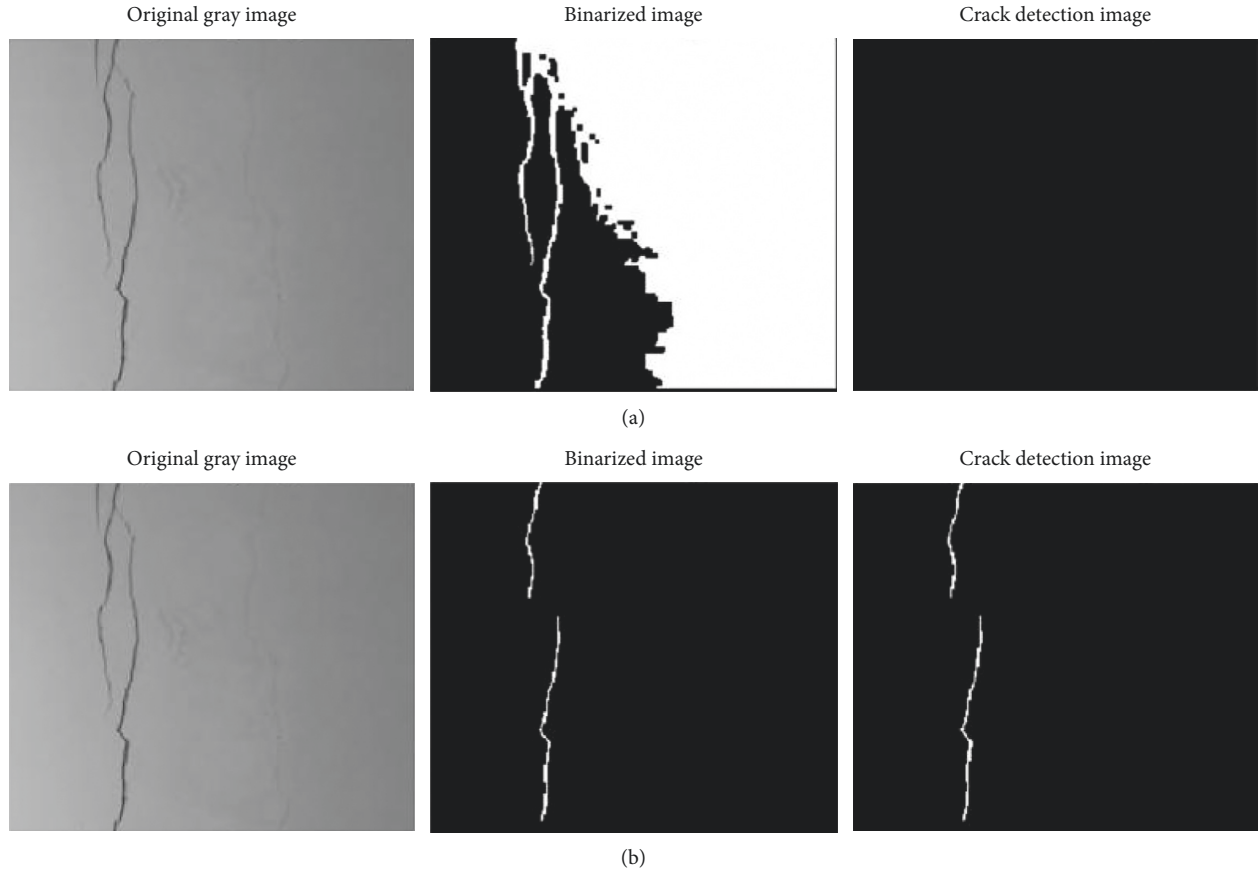 Original gray image
Binarized image
Crack detection image
(a)
Original gray image
Binarized image
Crack detection image
(b)